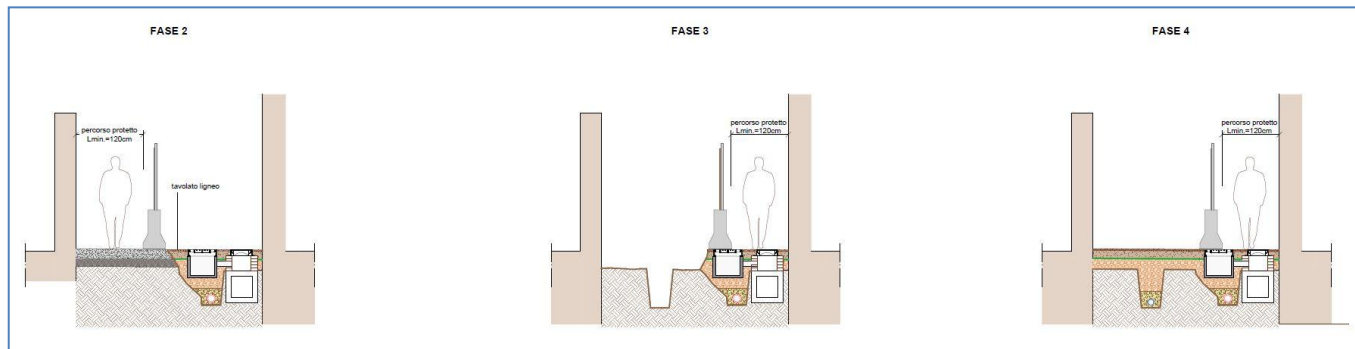 FASE 2
FASE 3
FASE 4
percorso protetto
Lmin.=120cm
tavolato ligneo
percorso protetto
Lmin.=120cm
percorso protetto
Lmin.=120cm